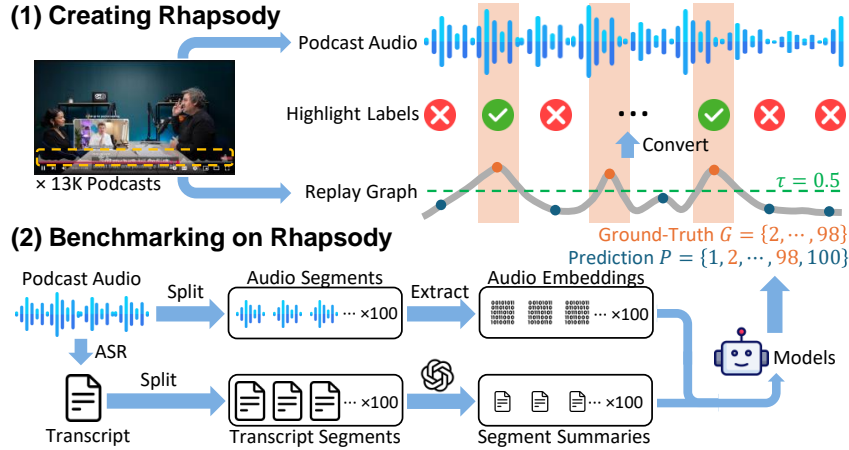 (1) Creating Rhapsody
Podcast Audio
Highlight Labels
...
Convert
× 13K Podcasts
Replay Graph
τ = 0.5
(2) Benchmarking on Rhapsody
Ground-Truth G = {2, ⋯ , 98}
Prediction P = {1, 2, ⋯ , 98, 100}
Podcast Audio
Split
Audio Segments
Extract
Audio Embeddings
... ×100
... ×100
ASR
Models
Split
... ×100
... ×100
Transcript
Transcript Segments
Segment Summaries